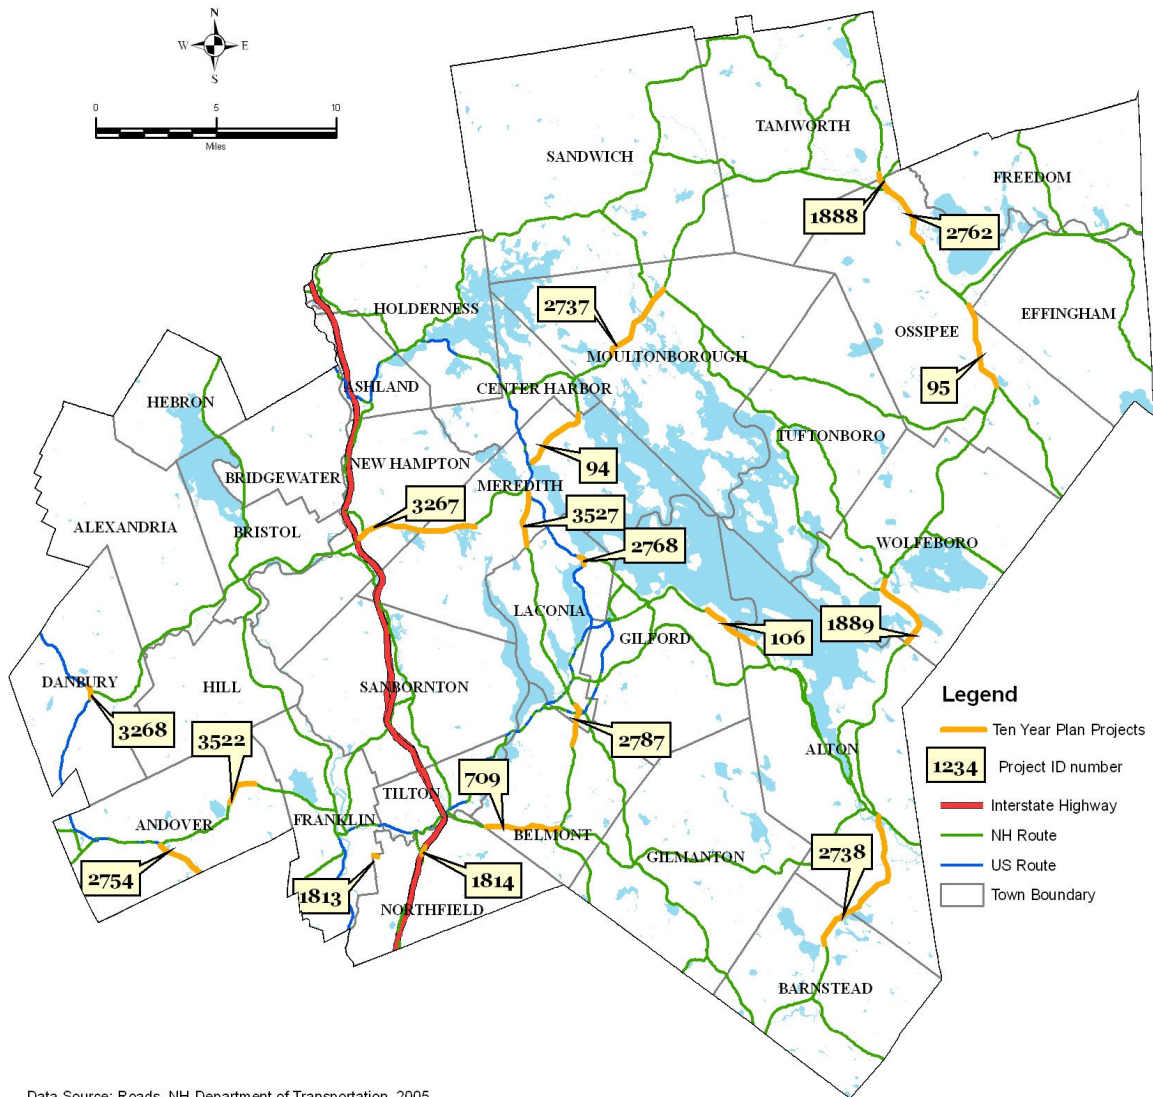 N
W E
S
0 5 10
Miles
TAMWORTH
SANDWICH
FREEDOM
1888
2762
HOLDERNESS
2737
OSSIPEE
EFFINGHAM
MOULTONBOROUGH
95
ASHLAND
CENTER HARBOR
HEBRON
TUFTONBORO
94
NEW HAMPTON
BRIDGEWATER
MEREDITH
3267
3527
ALEXANDRIA
BRISTOL
2768
WOLFEBORO
LACONIA
GILFORD
106
1889
DANBURY
HILL
SANBORNTON
3268
3522
2787
ALTON
709
TILTON
ANDOVER
FRANKLIN
BELMONT
GILMANTON
2738
2754
1813
1814
NORTHFIELD
BARNSTEAD
Legend
Ten Year Plan Projects
1234 Project ID number
Interstate Highway
NH Route
US Route
Town Boundary
Data Source: Roads, NH Department of Transportation, 2005